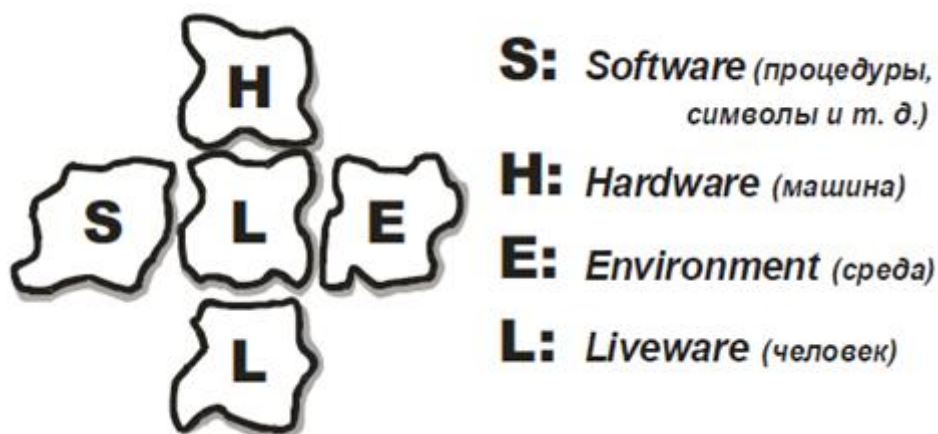 H
S L E
L
S: Software (процедуры,
символы и т. д.)
H: Hardware (машина)
E: Environment (среда)
L: Liveware (человек)